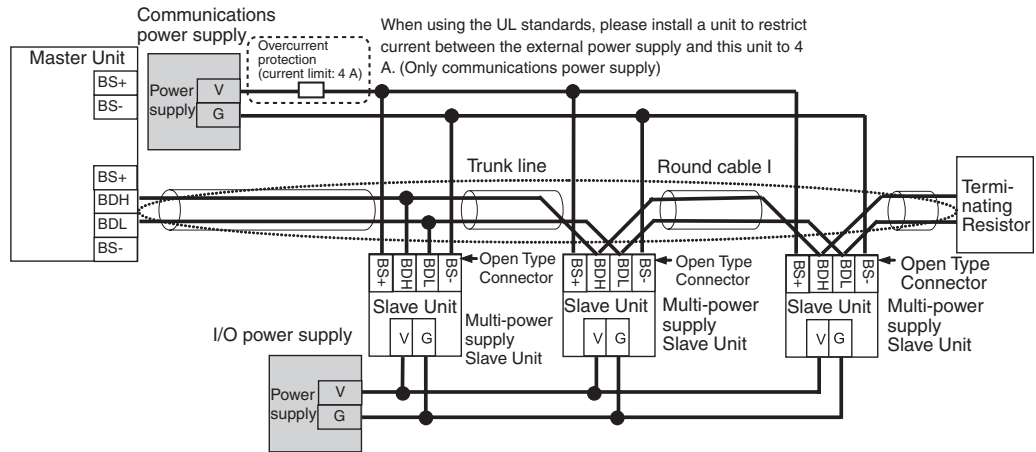 Communications
power supply
Master Unit
BS+
BS-
BS+
BDH
BDL
BS-
Power
supply
V
G
Overcurrent
protection
(current limit: 4 A)
When using the UL standards, please install a unit to restrict
current between the external power supply and this unit to 4
A. (Only communications power supply)
Trunk line
Round cable I
Termi-
nating
Resistor
BS+
BDH
BDL
BS-
Slave Unit
V
G
Open Type
Connector
Multi-power
supply
Slave Unit
BS+
BDH
BDL
BS-
Slave Unit
V
G
Open Type
Connector
Multi-power
supply
Slave Unit
BS+
BDH
BDL
BS-
Slave Unit
V
G
Open Type
Connector
Multi-power
supply
Slave Unit
I/O power supply
Power
supply
V
G